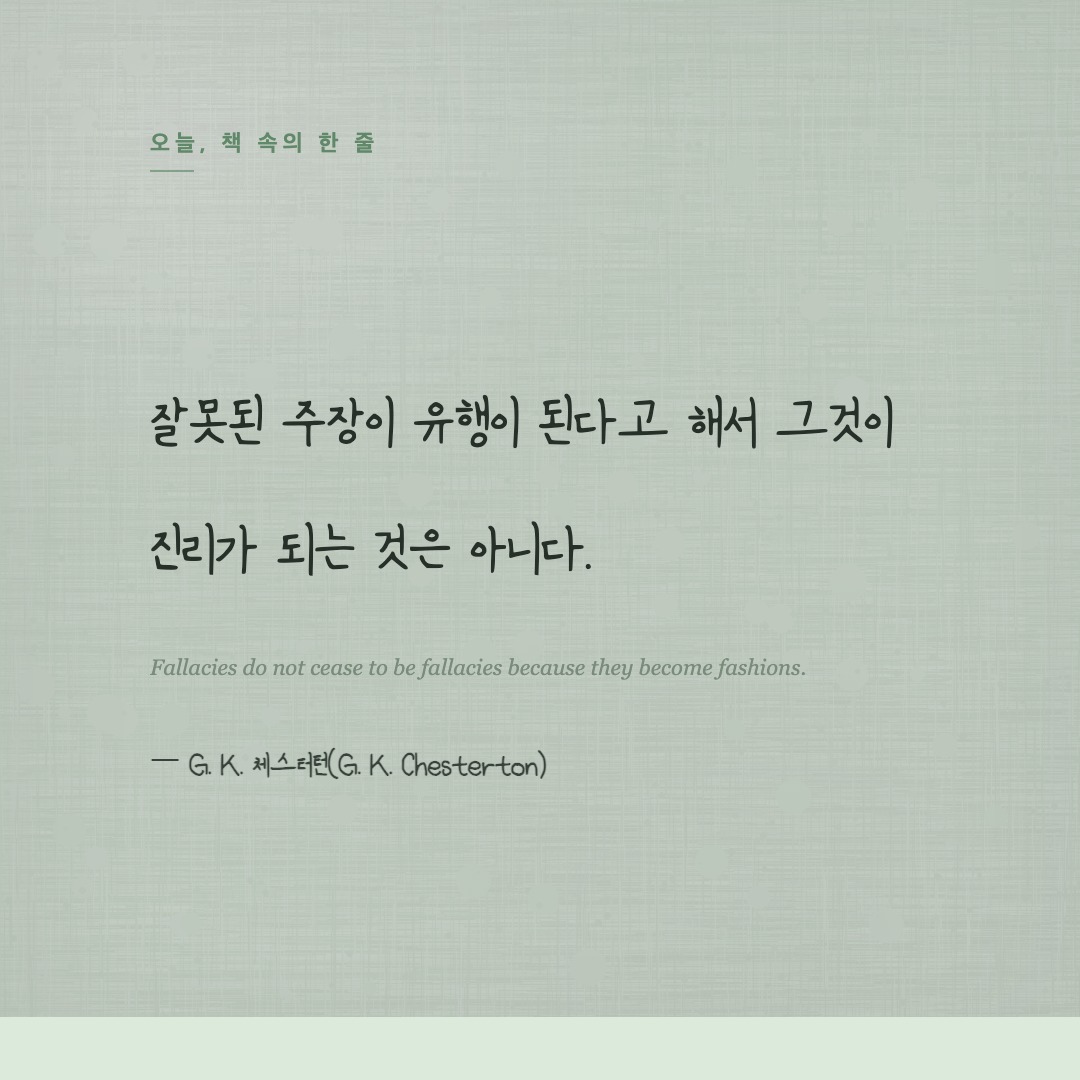 오늘, 책 속의 한 줄
잘못된 주장이 유행이 된다고 해서 그것이
진리가 되는 것은 아니다.
Fallacies do not cease to be fallacies because they become fashions.
— G. K. 체스터턴(G. K. Chesterton)